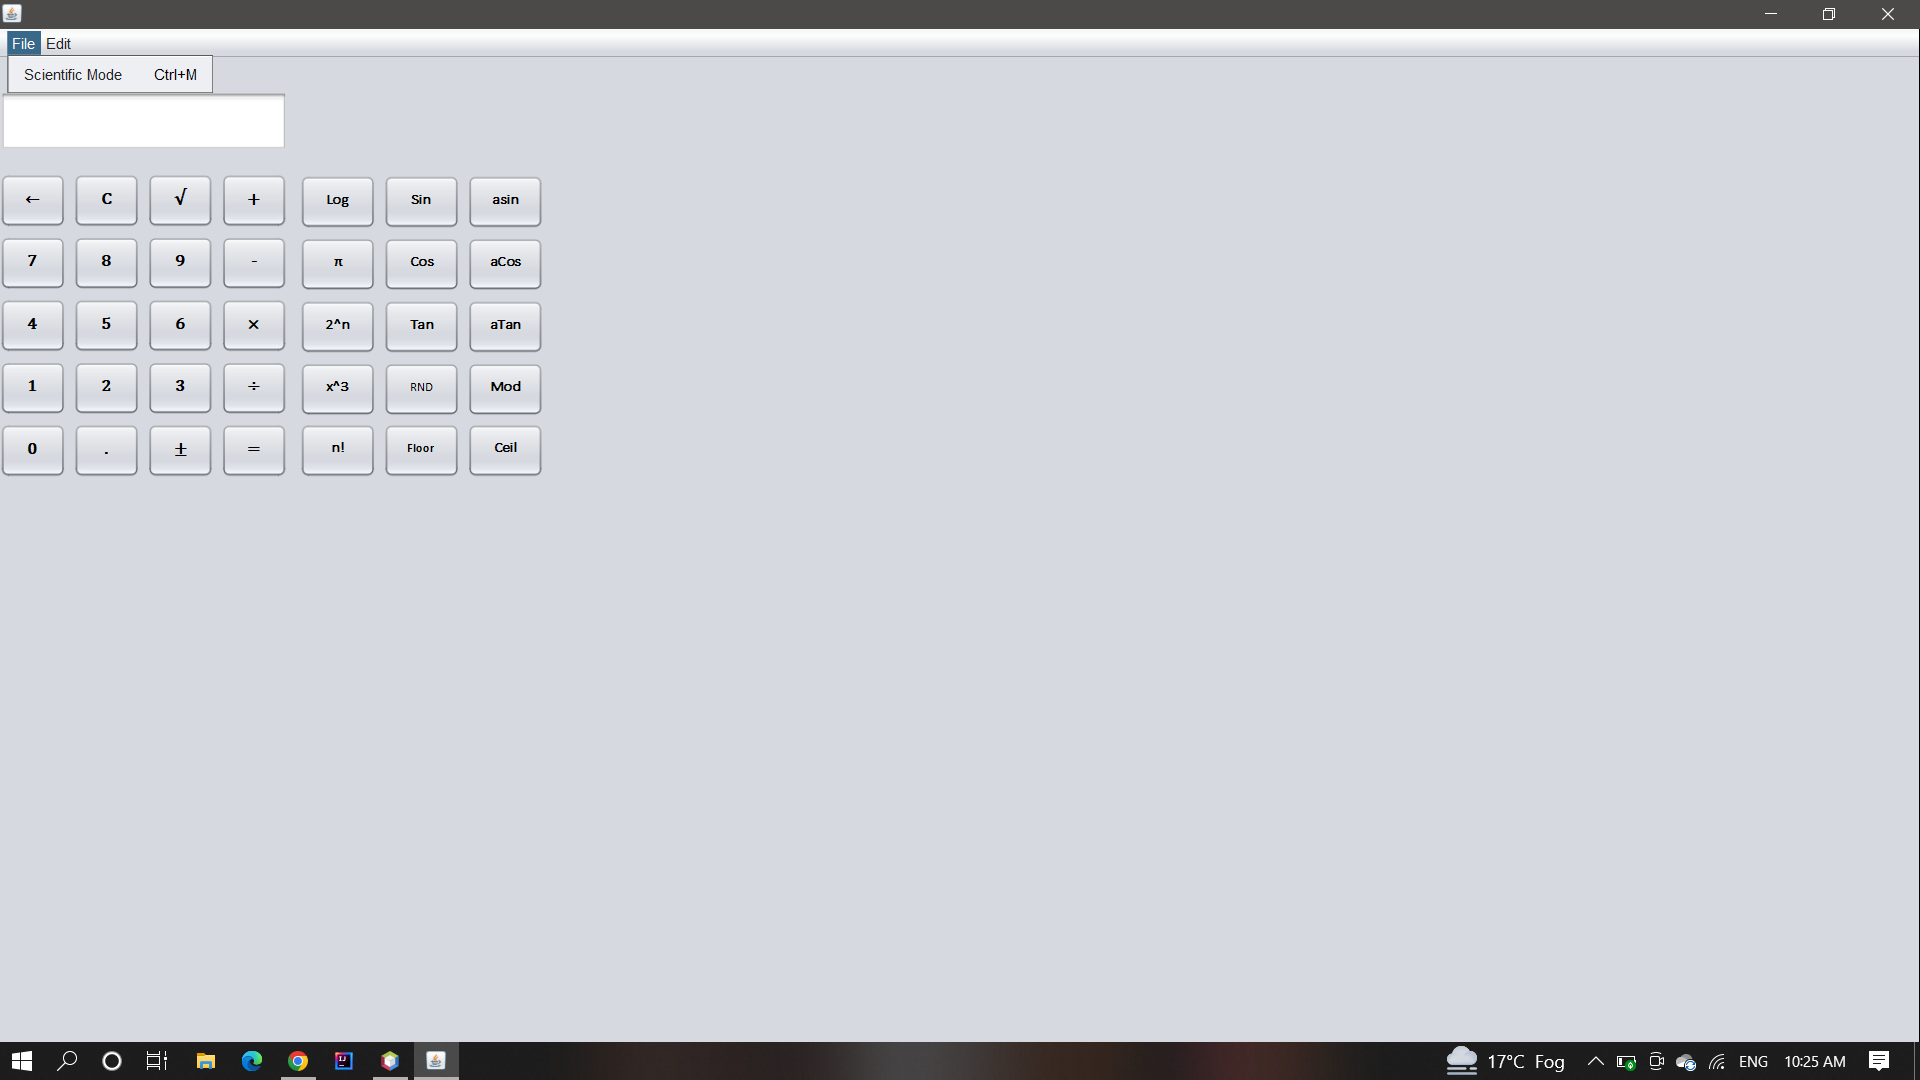 File Edit
Scientific Mode Ctrl+M
← C √ + Log Sin asin
7 8 9 - π Cos aCos
4 5 6 × 2^n Tan aTan
1 2 3 ÷ x^3 RND Mod
0 . ± = n! Floor Ceil
17°C Fog ENG 10:25 AM